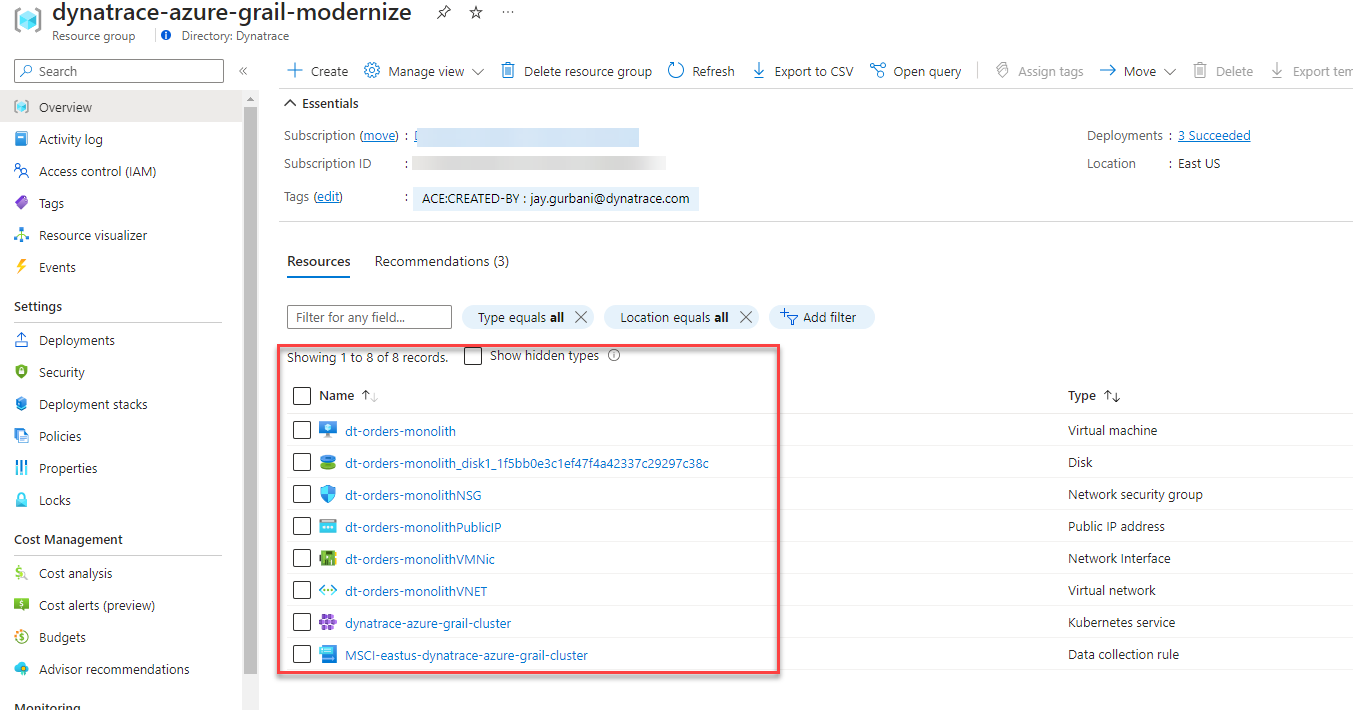 dynatrace-azure-grail-modernize
Resource group Directory: Dynatrace
Search
Overview
Activity log
Access control (IAM)
Tags
Resource visualizer
Events
Settings
Deployments
Security
Deployment stacks
Policies
Properties
Locks
Cost Management
Cost analysis
Cost alerts (preview)
Budgets
Advisor recommendations
Monitoring
Create Manage view Delete resource group Refresh Export to CSV Open query Assign tags Move Delete Export tem
Essentials
Subscription (move) :
Deployments : 3 Succeeded
Subscription ID :
Location : East US
Tags (edit) : ACE:CREATED-BY : jay.gurbani@dynatrace.com
Resources Recommendations (3)
Filter for any field... Type equals all Location equals all Add filter
Showing 1 to 8 of 8 records. Show hidden types
Name Type
dt-orders-monolith Virtual machine
dt-orders-monolith_disk1_1f5bb0e3c1ef47f4a42337c29297c38c Disk
dt-orders-monolithNSG Network security group
dt-orders-monolithPublicIP Public IP address
dt-orders-monolithVMNic Network Interface
dt-orders-monolithVNET Virtual network
dynatrace-azure-grail-cluster Kubernetes service
MSCI-eastus-dynatrace-azure-grail-cluster Data collection rule